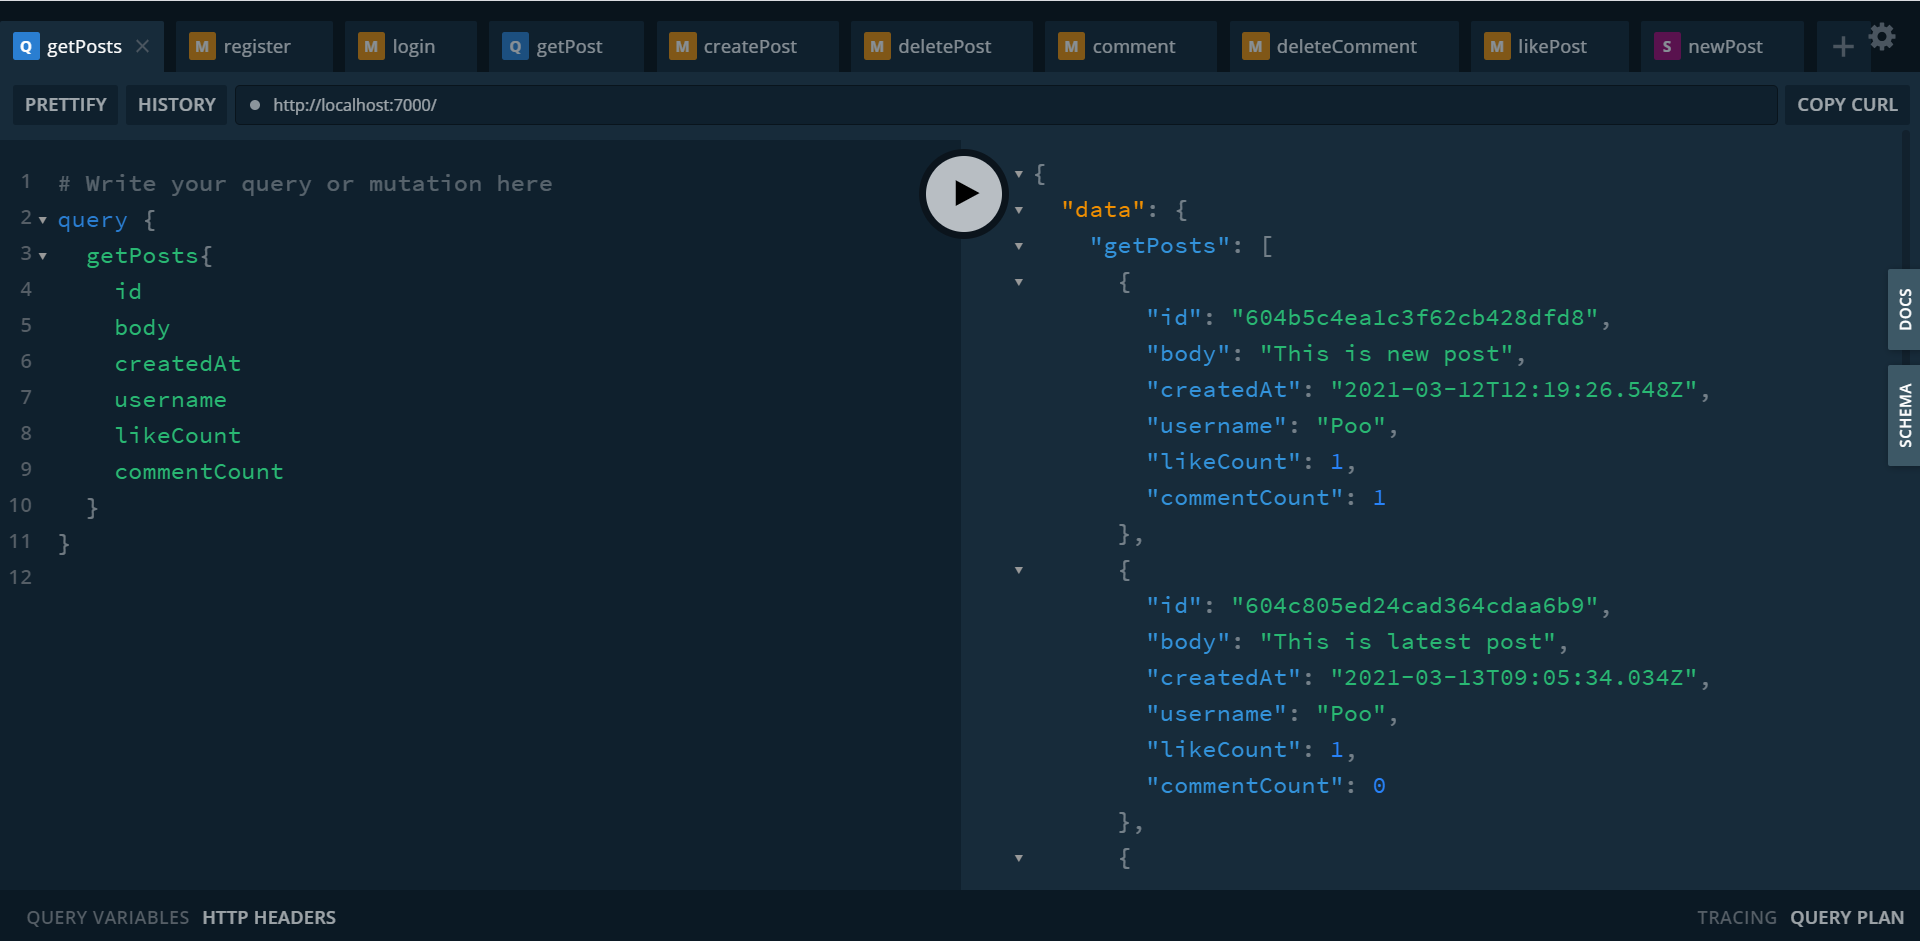 Q getPosts × M register M login Q getPost M createPost M deletePost M comment M deleteComment M likePost S newPost +
PRETTIFY HISTORY http://localhost:7000/ COPY CURL
1 # Write your query or mutation here
2 query {
3 getPosts{
4 id
5 body
6 createdAt
7 username
8 likeCount
9 commentCount
10 }
11 }
12
{
"data": {
"getPosts": [
{
"id": "604b5c4ea1c3f62cb428dfd8",
"body": "This is new post",
"createdAt": "2021-03-12T12:19:26.548Z",
"username": "Poo",
"likeCount": 1,
"commentCount": 1
},
{
"id": "604c805ed24cad364cdaa6b9",
"body": "This is latest post",
"createdAt": "2021-03-13T09:05:34.034Z",
"username": "Poo",
"likeCount": 1,
"commentCount": 0
},
{
DOCS
SCHEMA
QUERY VARIABLES HTTP HEADERS TRACING QUERY PLAN